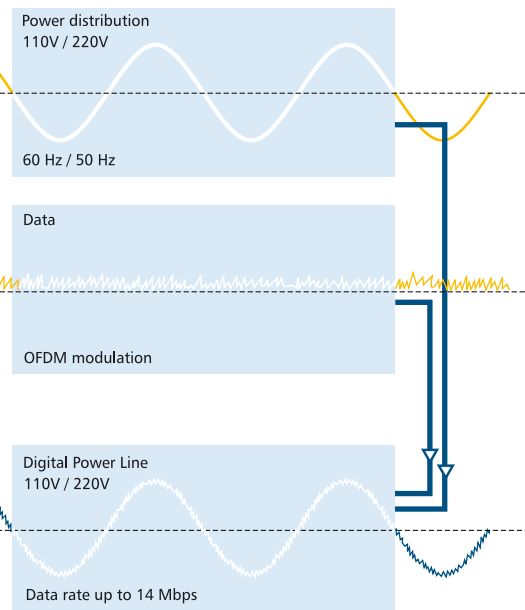 Power distribution
110V / 220V
60 Hz / 50 Hz
Data
OFDM modulation
Digital Power Line
110V / 220V
Data rate up to 14 Mbps